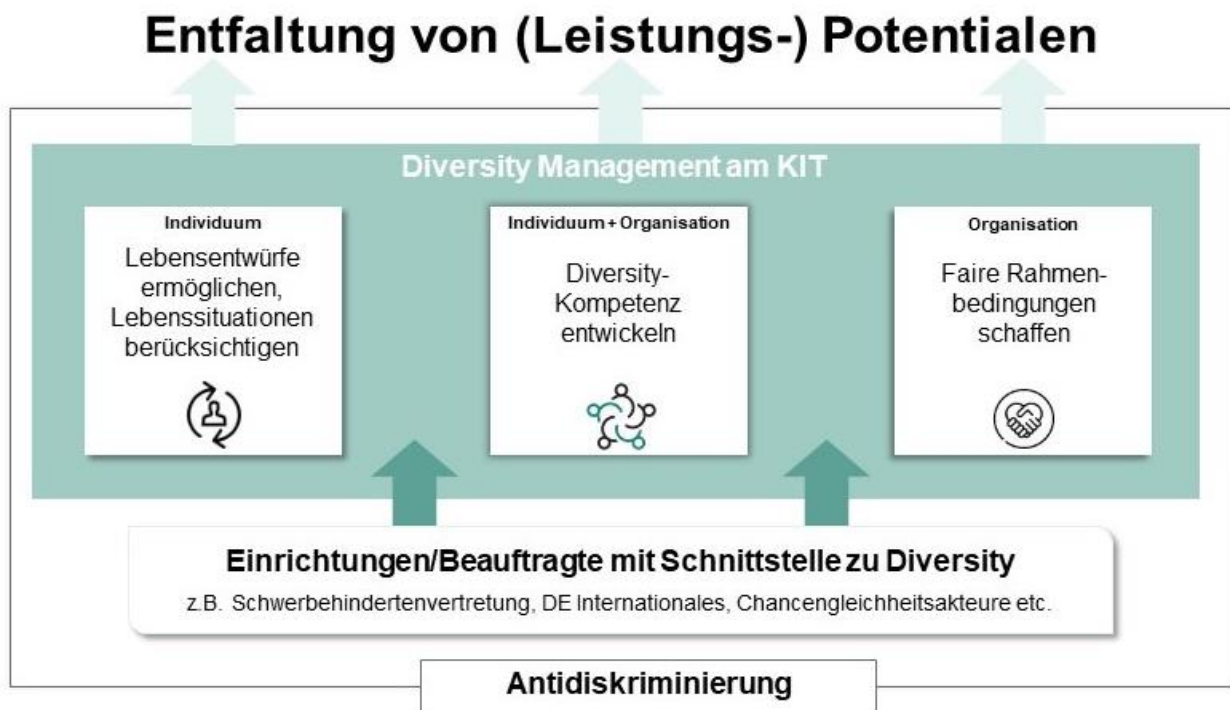 Entfaltung von (Leistungs-) Potentialen
Diversity Management am KIT
Individuum
Lebensentwürfe
ermöglichen,
Lebenssituationen
berücksichtigen
Individuum + Organisation
Diversity-
Kompetenz
entwickeln
Organisation
Faire Rahmen-
bedingungen
schaffen
Einrichtungen/Beauftragte mit Schnittstelle zu Diversity
z.B. Schwerbehindertenvertretung, DE Internationales, Chancengleichheitsakteure etc.
Antidiskriminierung